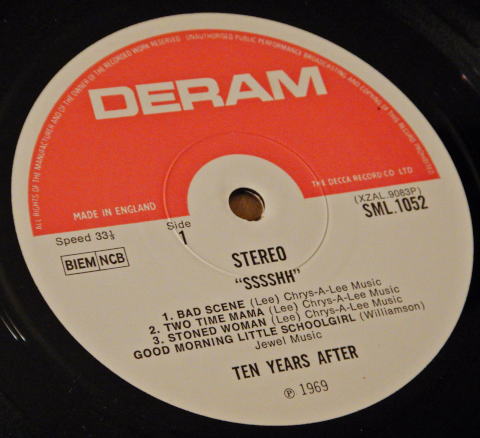 ALL RIGHTS OF THE MANUFACTURER AND OF THE OWNER OF THE RECORDED WORK RESERVED UNAUTHORISED PUBLIC PERFORMANCE BROADCASTING AND COPYING OF THIS RECORD PROHIBITED
DERAM
THE DECCA RECORD CO LTD
MADE IN ENGLAND
(XZAL.9083P)
SML.1052
Speed 33⅓
Side
1
BIEM NCB
STEREO
"SSSSHH"
1. BAD SCENE (Lee) Chrys-A-Lee Music
2. TWO TIME MAMA (Lee) Chrys-A-Lee Music
3. STONED WOMAN (Lee) Chrys-A-Lee Music
GOOD MORNING LITTLE SCHOOLGIRL (Williamson)
Jewel Music
TEN YEARS AFTER
℗ 1969